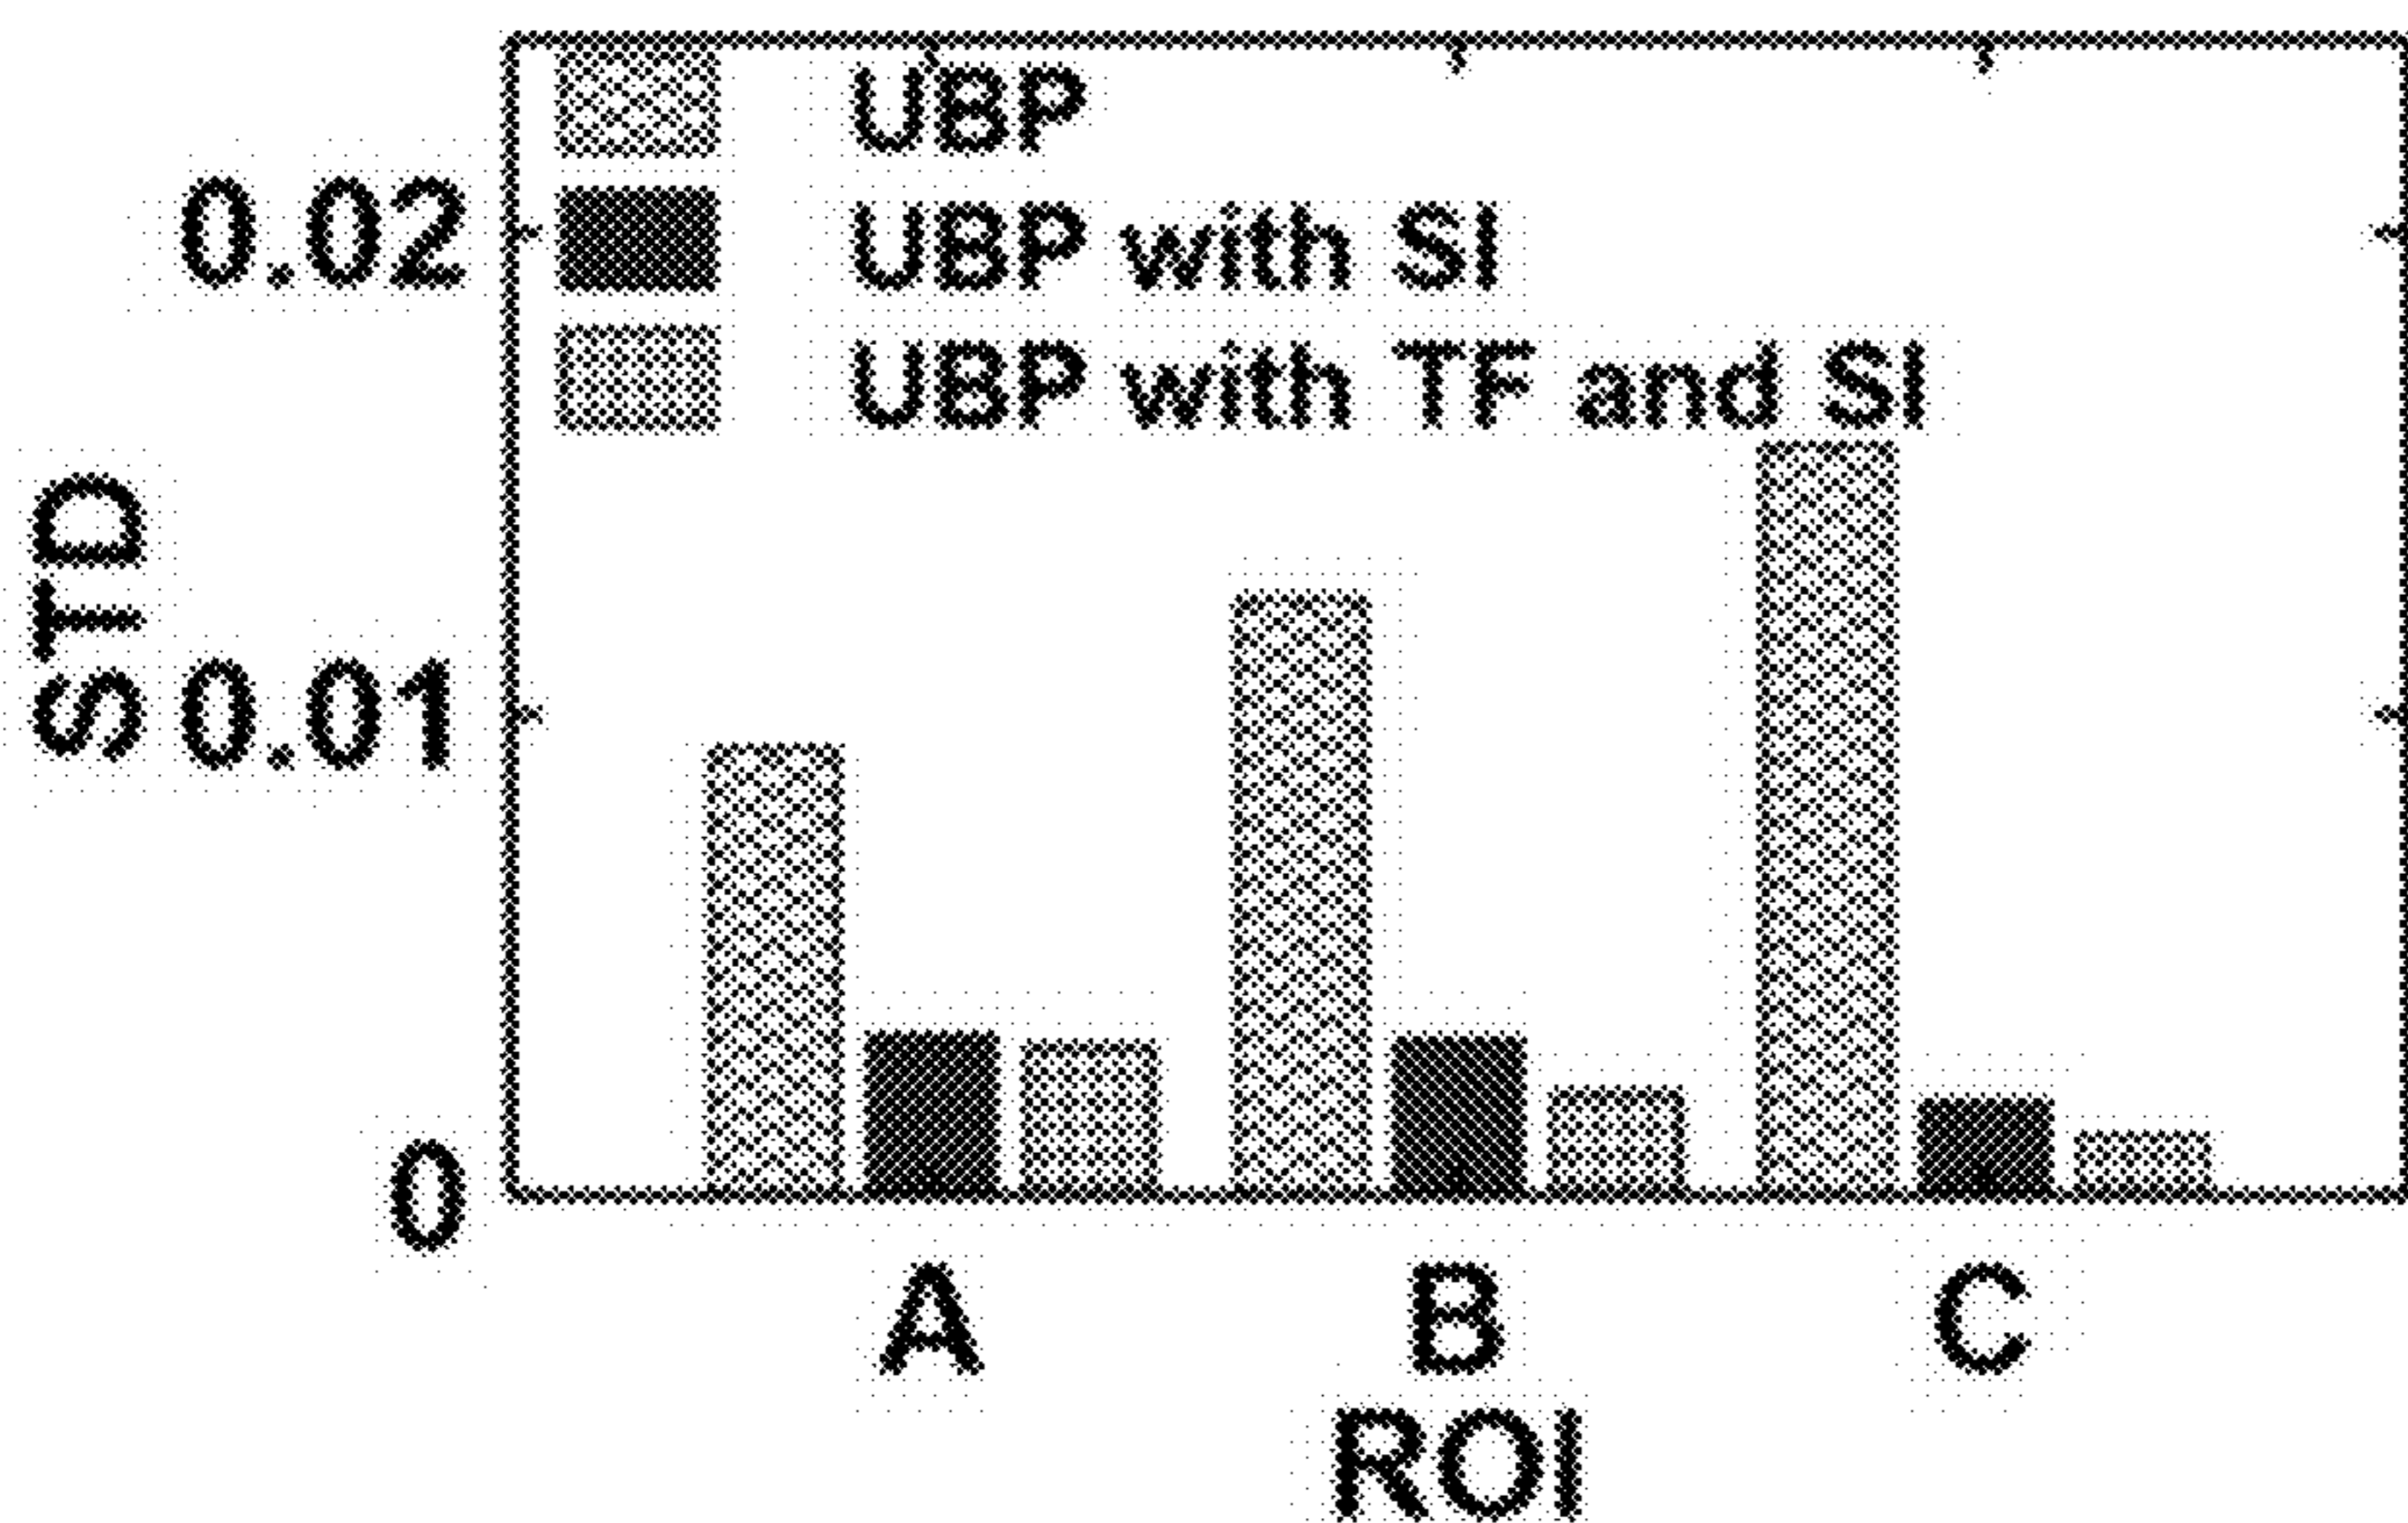 UBP
UBP with SI
UBP with TF and SI
0.02
0.01
0
STD
A
B
C
ROI